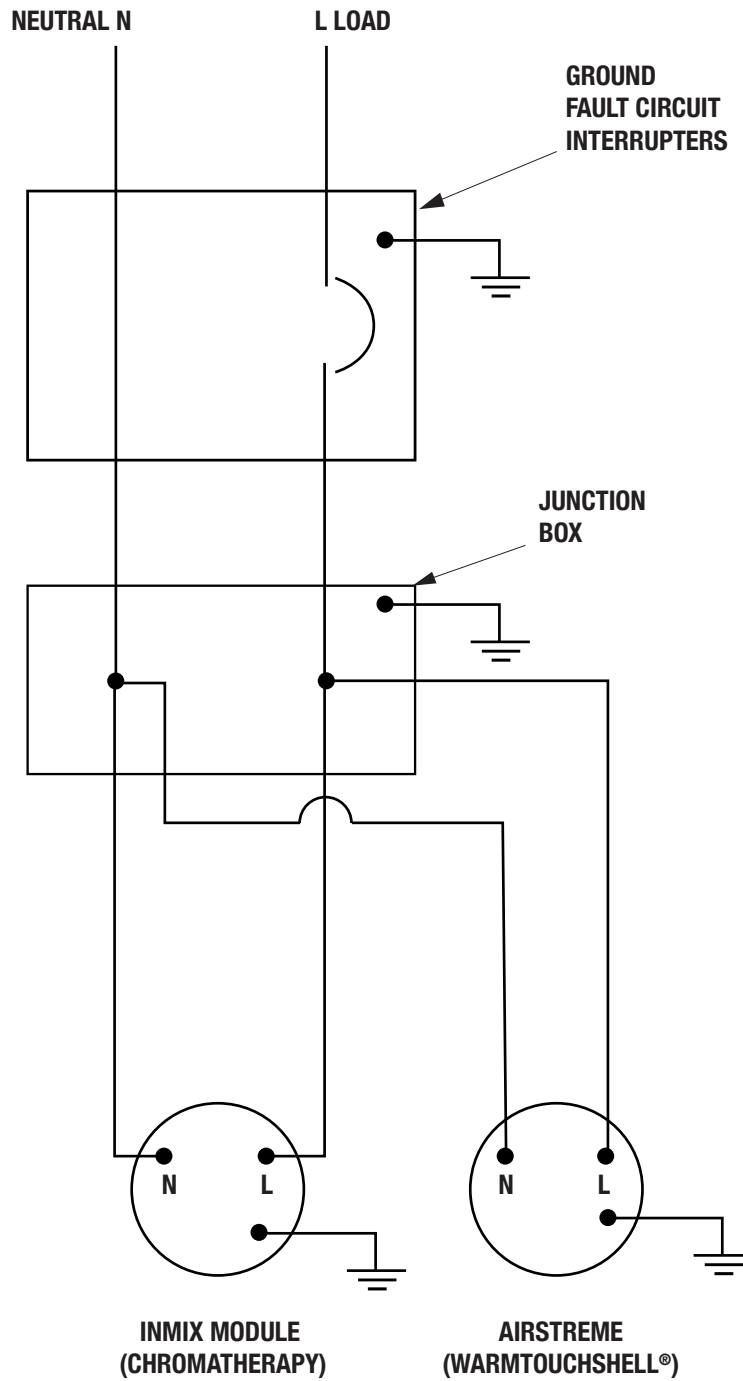 NEUTRAL N
L LOAD
GROUND
FAULT CIRCUIT
INTERRUPTERS
JUNCTION
BOX
N
L
N
L
INMIX MODULE
(CHROMATHERAPY)
AIRSTREME
(WARMTOUCHSHELL®)